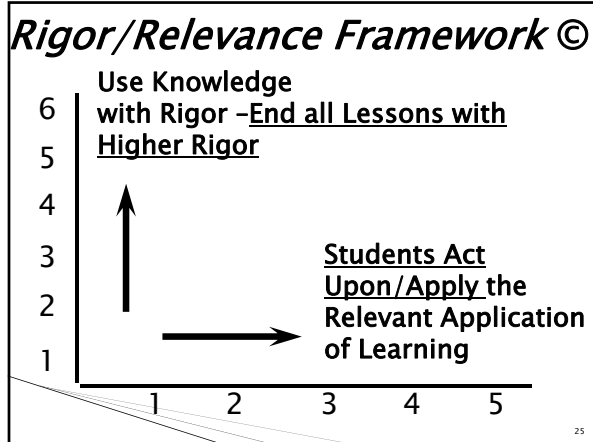 Rigor/Relevance Framework ©
Use Knowledge
with Rigor –End all Lessons with
Higher Rigor
6
5
4
3
2
1
Students Act
Upon/Apply the
Relevant Application
of Learning
1 2 3 4 5
25